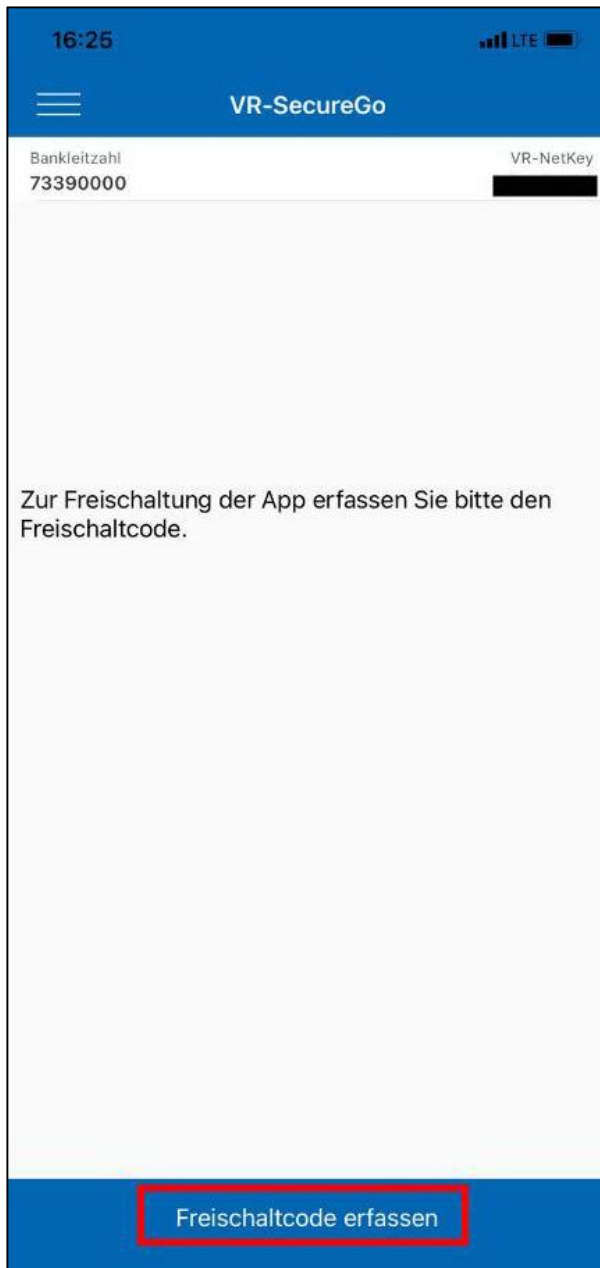 16:25 LTE
VR-SecureGo
Bankleitzahl VR-NetKey
73390000
Zur Freischaltung der App erfassen Sie bitte den
Freischaltcode.
Freischaltcode erfassen